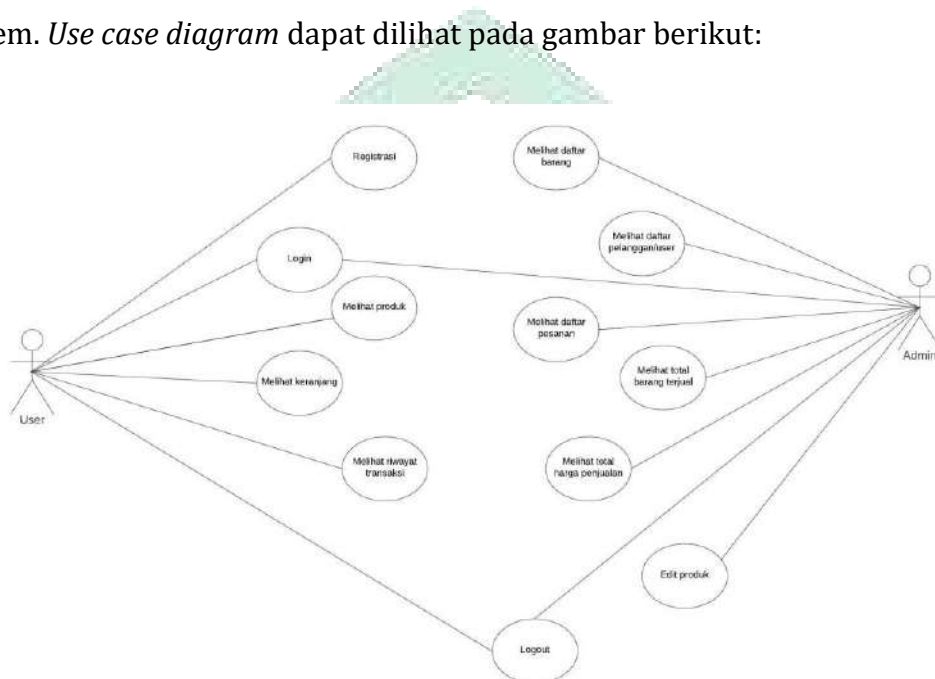 em. Use case diagram dapat dilihat pada gambar berikut:
Registrasi
Melihat daftar
barang
Melihat daftar
pelanggan/user
Login
Melihat produk
Melihat daftar
pesanan
Admin
User
Melihat keranjang
Melihat total
barang terjual
Melihat riwayat
transaksi
Melihat total
harga penjualan
Edit produk
Logout